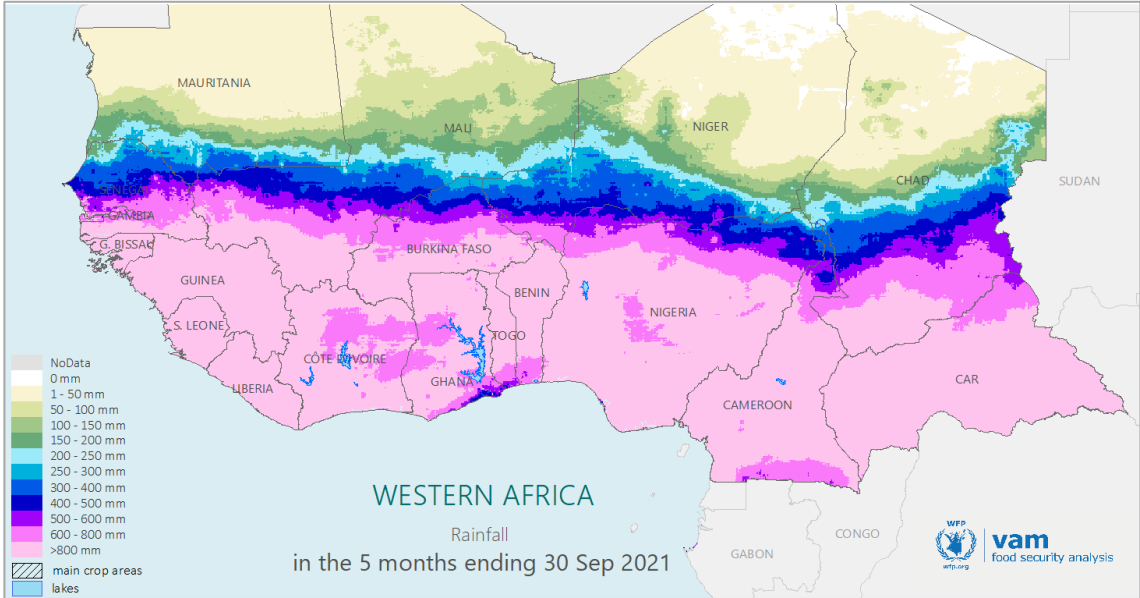 MAURITANIA
MALI
NIGER
CHAD
SUDAN
SENEGAL
GAMBIA
G. BISSAU
BURKINA FASO
GUINEA
BENIN
NIGERIA
S. LEONE
TOGO
CÔTE D'IVOIRE
LIBERIA
GHANA
CAR
CAMEROON
CONGO
GABON
NoData
0 mm
1 - 50 mm
50 - 100 mm
100 - 150 mm
150 - 200 mm
200 - 250 mm
250 - 300 mm
300 - 400 mm
400 - 500 mm
500 - 600 mm
600 - 800 mm
>800 mm
main crop areas
lakes
WESTERN AFRICA
Rainfall
in the 5 months ending 30 Sep 2021
WFP
wfp.org
vam
food security analysis